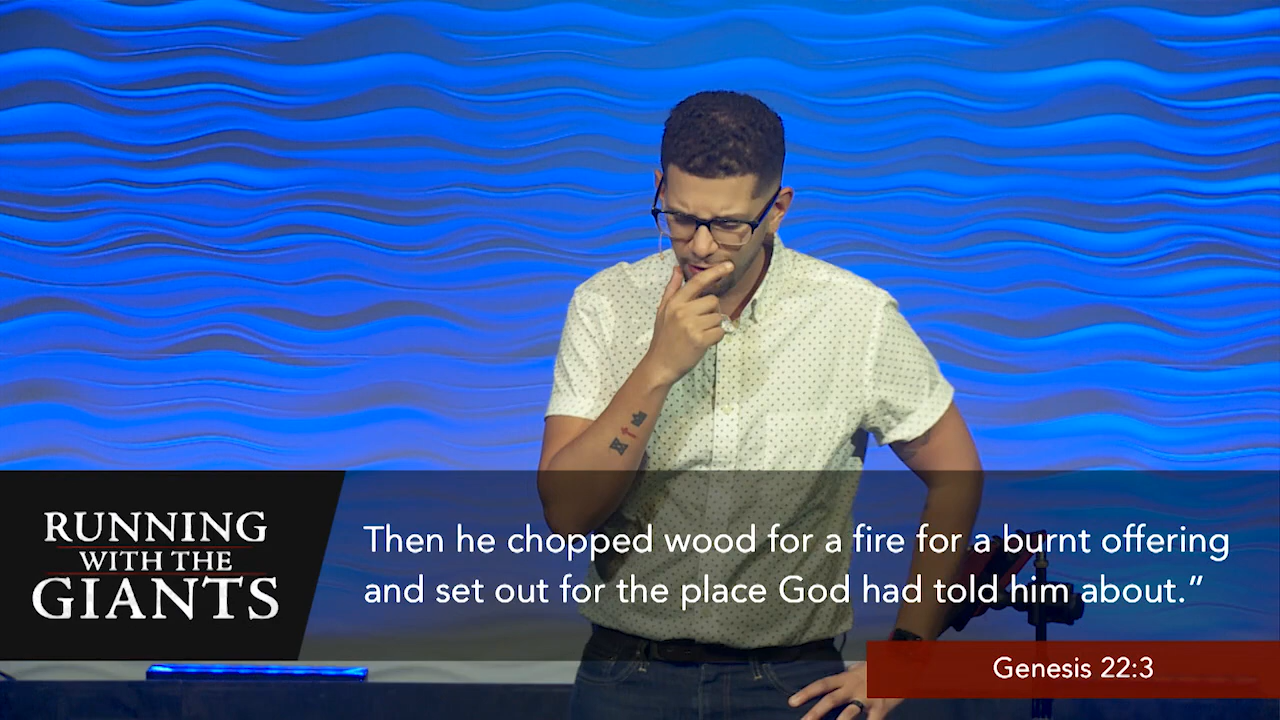 RUNNING
WITH THE
GIANTS
Then he chopped wood for a fire for a burnt offering
and set out for the place God had told him about.”
Genesis 22:3